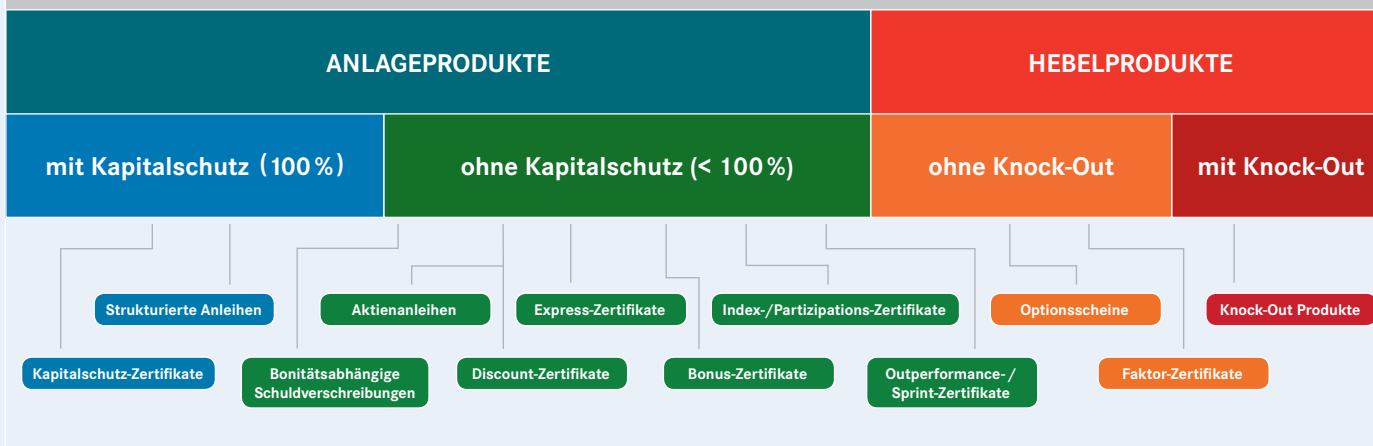 ANLAGEPRODUKTE
HEBELPRODUKTE
mit Kapitalschutz (100 %)
ohne Kapitalschutz (< 100 %)
ohne Knock-Out
mit Knock-Out
Strukturierte Anleihen
Aktienanleihen
Express-Zertifikate
Index-/Partizipations-Zertifikate
Optionsscheine
Knock-Out Produkte
Kapitalschutz-Zertifikate
Bonitätsabhängige
Schuldverschreibungen
Discount-Zertifikate
Bonus-Zertifikate
Outperformance-/
Sprint-Zertifikate
Faktor-Zertifikate